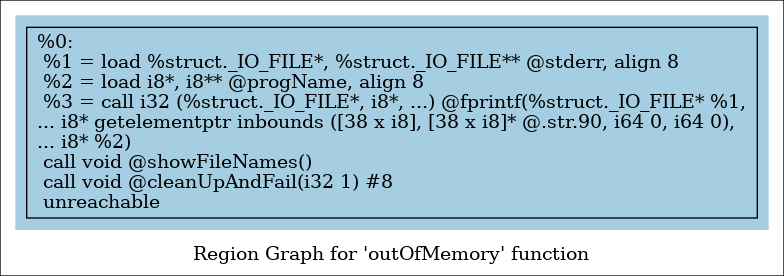 %0:
%1 = load %struct._IO_FILE*, %struct._IO_FILE** @stderr, align 8
%2 = load i8*, i8** @progName, align 8
%3 = call i32 (%struct._IO_FILE*, i8*, ...) @fprintf(%struct._IO_FILE* %1,
... i8* getelementptr inbounds ([38 x i8], [38 x i8]* @.str.90, i64 0, i64 0),
... i8* %2)
call void @showFileNames()
call void @cleanUpAndFail(i32 1) #8
unreachable
Region Graph for 'outOfMemory' function